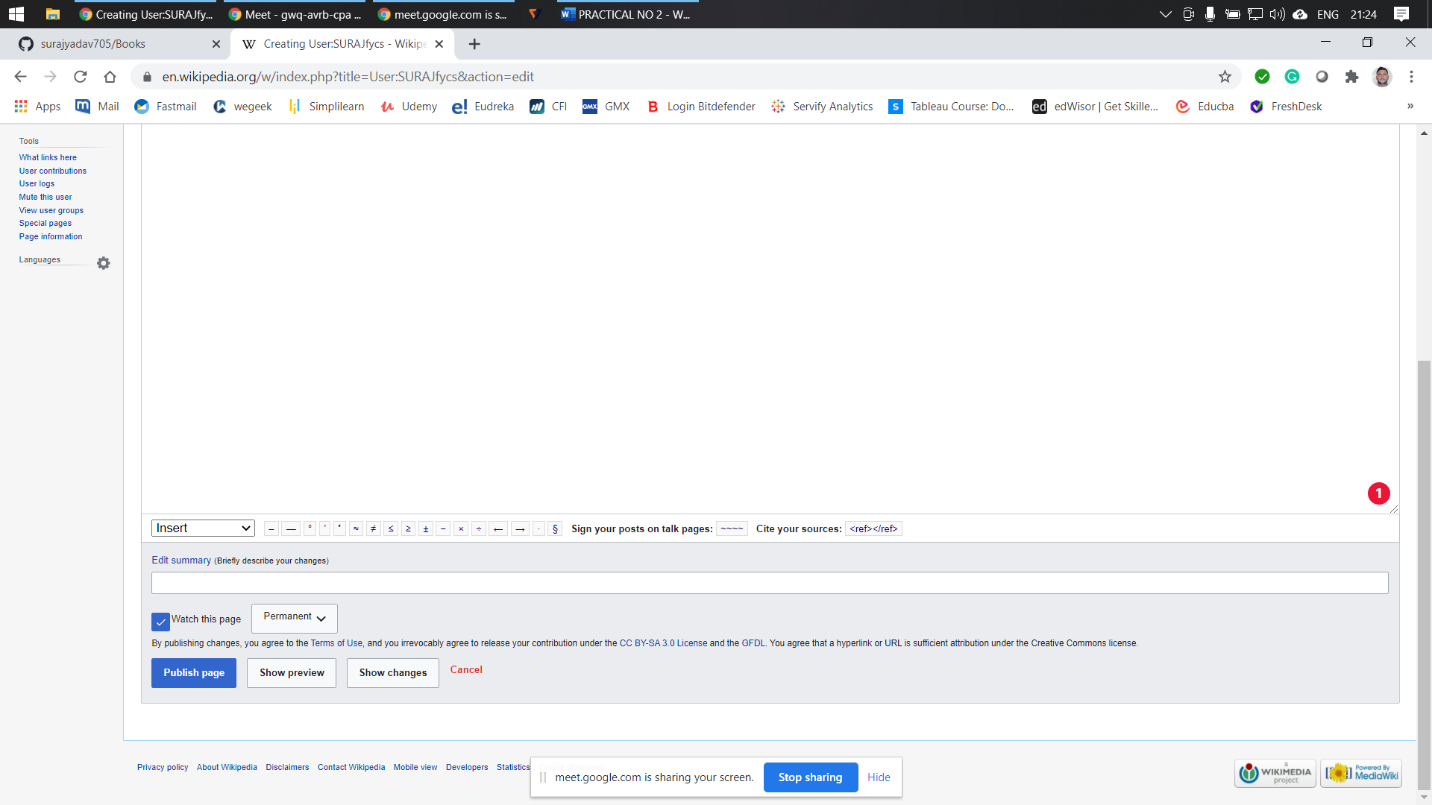 Creating User:SURAJfy... Meet - gwq-avrb-cpa ... meet.google.com is s... PRACTICAL NO 2 - W... ENG 21:24
surajyadav705/Books Creating User:SURAJfycs - Wikipe
en.wikipedia.org/w/index.php?title=User:SURAJfycs&action=edit
Apps Mail Fastmail wegeek Simplilearn Udemy Eudreka CFI GMX Login Bitdefender Servify Analytics Tableau Course: Do... edWisor | Get Skille... Educba FreshDesk »
Tools
What links here
User contributions
User logs
Mute this user
View user groups
Special pages
Page information
Languages
1
Insert – — ° ′ ″ ≈ ≠ ≤ ≥ ± − × ÷ ← → · § Sign your posts on talk pages: ~~~~ Cite your sources: <ref></ref>
Edit summary (Briefly describe your changes)
Watch this page Permanent
By publishing changes, you agree to the Terms of Use, and you irrevocably agree to release your contribution under the CC BY-SA 3.0 License and the GFDL. You agree that a hyperlink or URL is sufficient attribution under the Creative Commons license.
Publish page Show preview Show changes Cancel
Privacy policy About Wikipedia Disclaimers Contact Wikipedia Mobile view Developers Statistics
meet.google.com is sharing your screen. Stop sharing Hide
A WIKIMEDIA project
Powered By MediaWiki